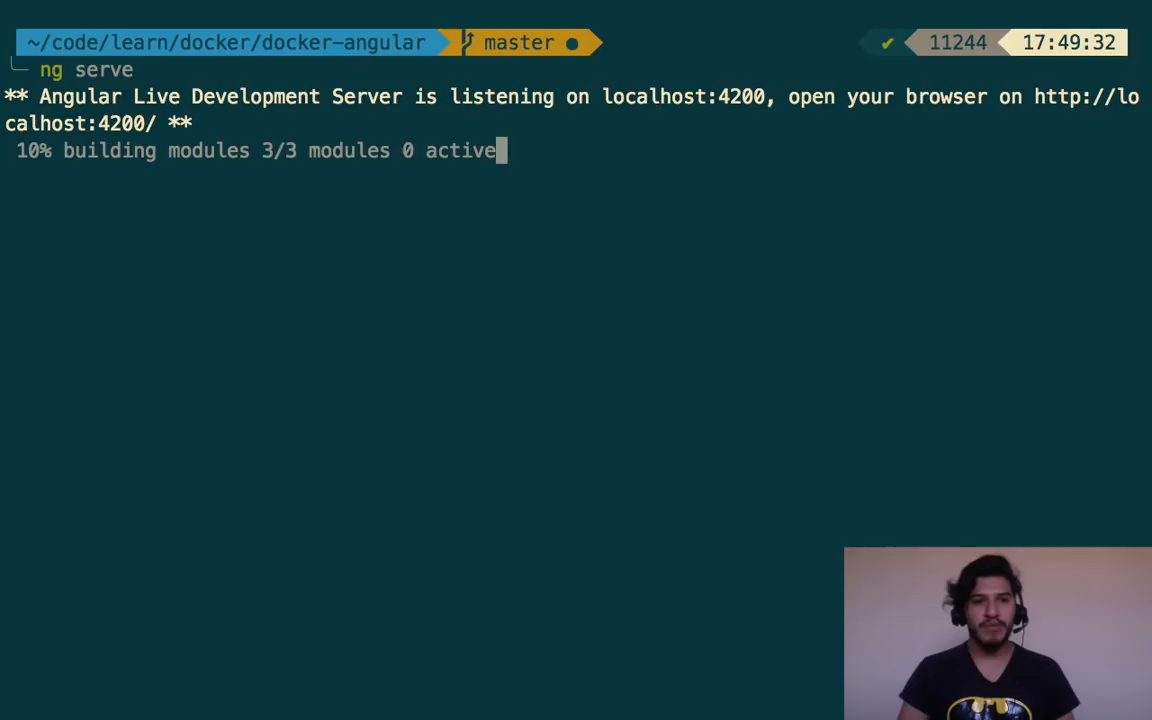 ~/code/learn/docker/docker-angular master ● ✔ 11244 17:49:32
ng serve
** Angular Live Development Server is listening on localhost:4200, open your browser on http://lo
calhost:4200/ **
10% building modules 3/3 modules 0 active